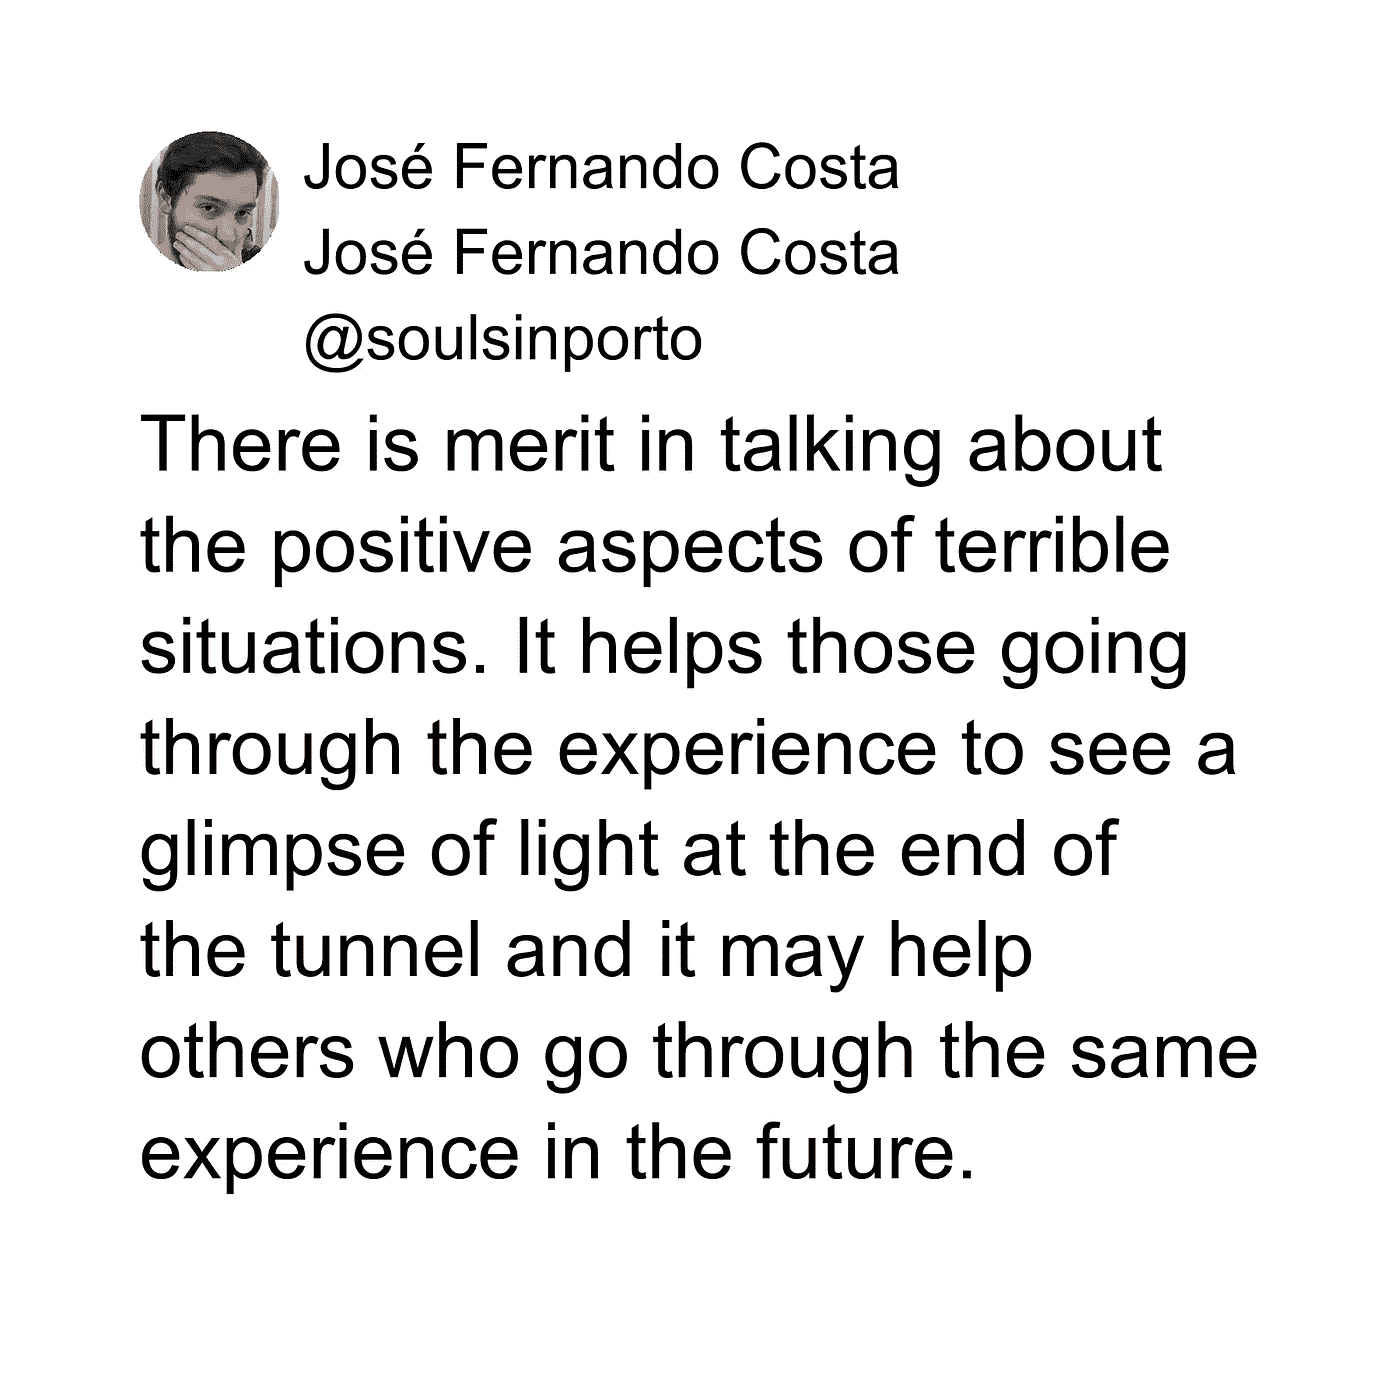 José Fernando Costa
José Fernando Costa
@soulsinporto
There is merit in talking about
the positive aspects of terrible
situations. It helps those going
through the experience to see a
glimpse of light at the end of
the tunnel and it may help
others who go through the same
experience in the future.